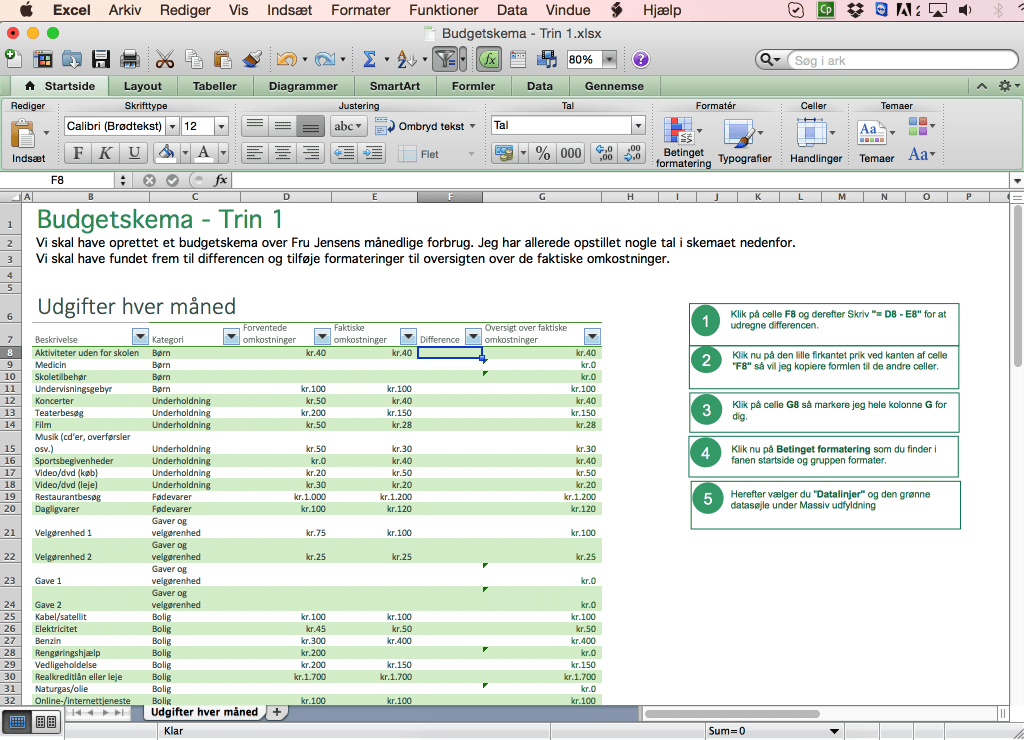 Excel Arkiv Rediger Vis Indsæt Formater Funktioner Data Vindue Hjælp
Budgetskema - Trin 1.xlsx
80% Søg i ark
Startside Layout Tabeller Diagrammer SmartArt Formler Data Gennemse
Rediger Skrifttype Justering Tal Formatér Celler Temaer
Calibri (Brødtekst) 12 abc Ombryd tekst Tal
Indsæt F K U A Flet % 000 Betinget formatering Typografier Handlinger Temaer Aa
F8 fx
A B C D E F G H I J K L M N O P
1 Budgetskema - Trin 1
2 Vi skal have oprettet et budgetskema over Fru Jensens månedlige forbrug. Jeg har allerede opstillet nogle tal i skemaet nedenfor.
3 Vi skal have fundet frem til differencen og tilføje formateringer til oversigten over de faktiske omkostninger.
4
5
6 Udgifter hver måned
7 Beskrivelse Kategori Forventede omkostninger Faktiske omkostninger Difference Oversigt over faktiske omkostninger
8 Aktiviteter uden for skolen Børn kr.40 kr.40 kr.40
9 Medicin Børn kr.0
10 Skoletilbehør Børn kr.0
11 Undervisningsgebyr Børn kr.100 kr.100 kr.100
12 Koncerter Underholdning kr.50 kr.40 kr.40
13 Teaterbesøg Underholdning kr.200 kr.150 kr.150
14 Film Underholdning kr.50 kr.28 kr.28
15 Musik (cd'er, overførsler osv.) Underholdning kr.50 kr.30 kr.30
16 Sportsbegivenheder Underholdning kr.0 kr.40 kr.40
17 Video/dvd (køb) Underholdning kr.20 kr.50 kr.50
18 Video/dvd (leje) Underholdning kr.30 kr.20 kr.20
19 Restaurantbesøg Fødevarer kr.1.000 kr.1.200 kr.1.200
20 Dagligvarer Fødevarer kr.100 kr.120 kr.120
21 Velgørenhed 1 Gaver og velgørenhed kr.75 kr.100 kr.100
22 Velgørenhed 2 Gaver og velgørenhed kr.25 kr.25 kr.25
23 Gave 1 Gaver og velgørenhed kr.0
24 Gave 2 Gaver og velgørenhed kr.0
25 Kabel/satellit Bolig kr.100 kr.100 kr.100
26 Elektricitet Bolig kr.45 kr.50 kr.50
27 Benzin Bolig kr.300 kr.400 kr.400
28 Rengøringshjælp Bolig kr.200 kr.0
29 Vedligeholdelse Bolig kr.200 kr.150 kr.150
30 Realkreditlån eller leje Bolig kr.1.700 kr.1.700 kr.1.700
31 Naturgas/olie Bolig kr.0
32 Online-/internettjeneste Bolig kr.100 kr.100 kr.100
1 Klik på celle F8 og derefter Skriv "= D8 - E8" for at
udregne differencen.
2 Klik nu på den lille firkantet prik ved kanten af celle
"F8" så vil jeg kopiere formlen til de andre celler.
3 Klik på celle G8 så markere jeg hele kolonne G for
dig.
4 Klik nu på Betinget formatering som du finder i
fanen startside og gruppen formater.
5 Herefter vælger du "Datalinjer" og den grønne
datasøjle under Massiv udfyldning
Udgifter hver måned
Klar Sum=0